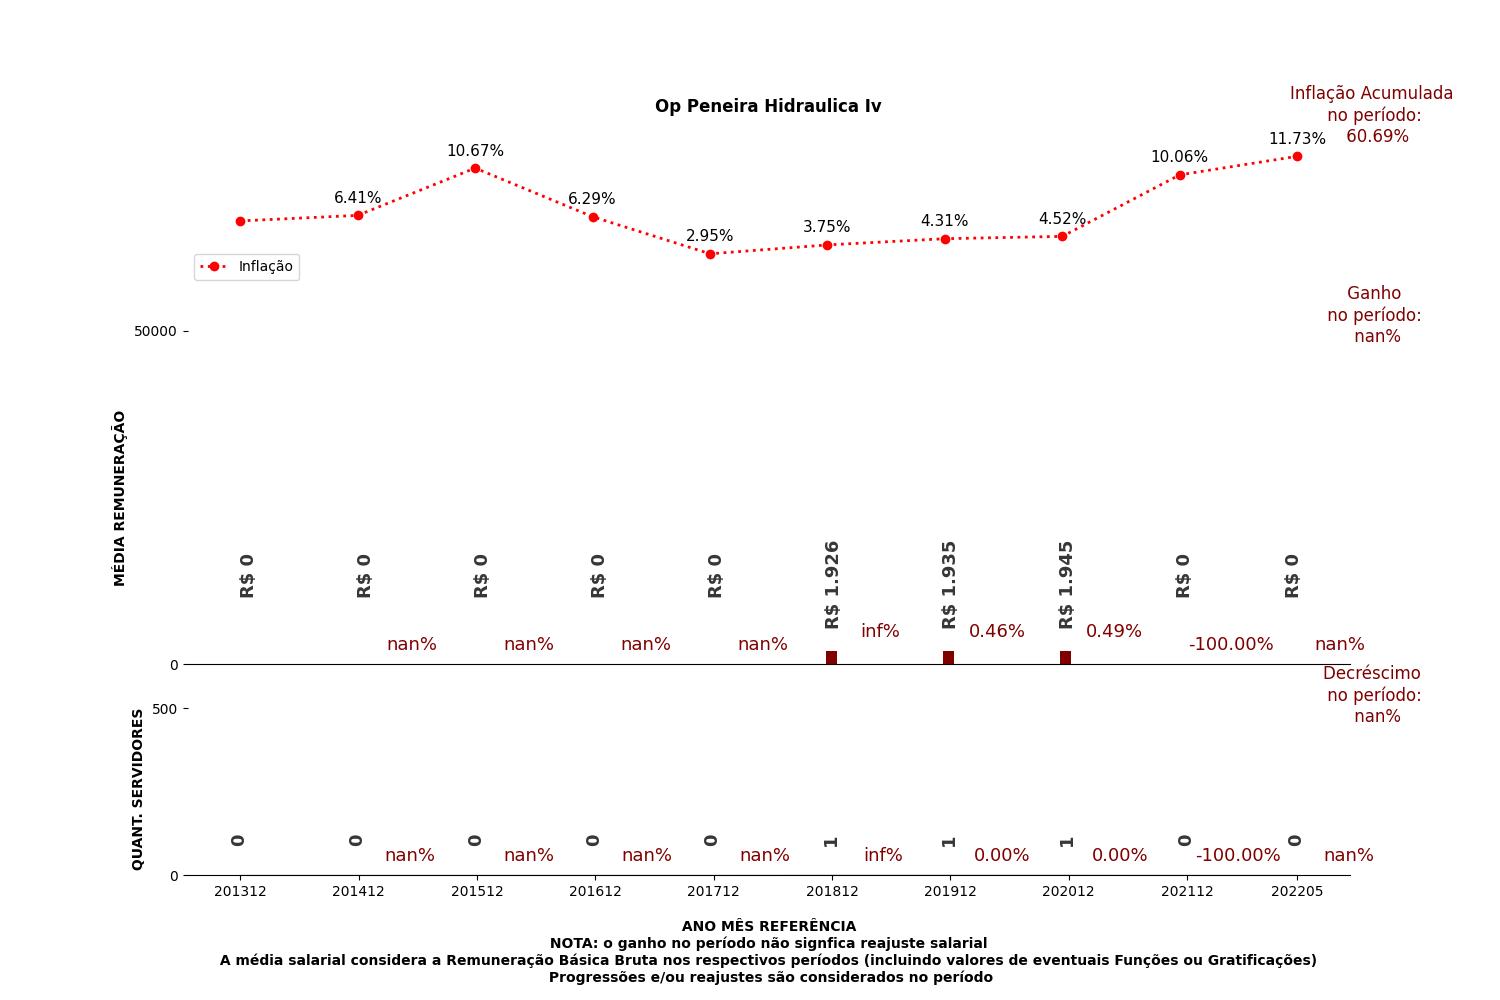 Op Peneira Hidraulica Iv
Inflação Acumulada
no período:
60.69%
6.41%
10.67%
6.29%
2.95%
3.75%
4.31%
4.52%
10.06%
11.73%
Inflação
Ganho
no período:
nan%
50000
0
MÉDIA REMUNERAÇÃO
R$ 0
R$ 0
R$ 0
R$ 0
R$ 0
R$ 1.926
R$ 1.935
R$ 1.945
R$ 0
R$ 0
nan%
nan%
nan%
nan%
inf%
0.46%
0.49%
-100.00%
nan%
Decréscimo
no período:
nan%
500
0
QUANT. SERVIDORES
0
0
0
0
0
1
1
1
0
0
nan%
nan%
nan%
nan%
inf%
0.00%
0.00%
-100.00%
nan%
201312
201412
201512
201612
201712
201812
201912
202012
202112
202205
ANO MÊS REFERÊNCIA
NOTA: o ganho no período não signfica reajuste salarial
A média salarial considera a Remuneração Básica Bruta nos respectivos períodos (incluindo valores de eventuais Funções ou Gratificações)
Progressões e/ou reajustes são considerados no período